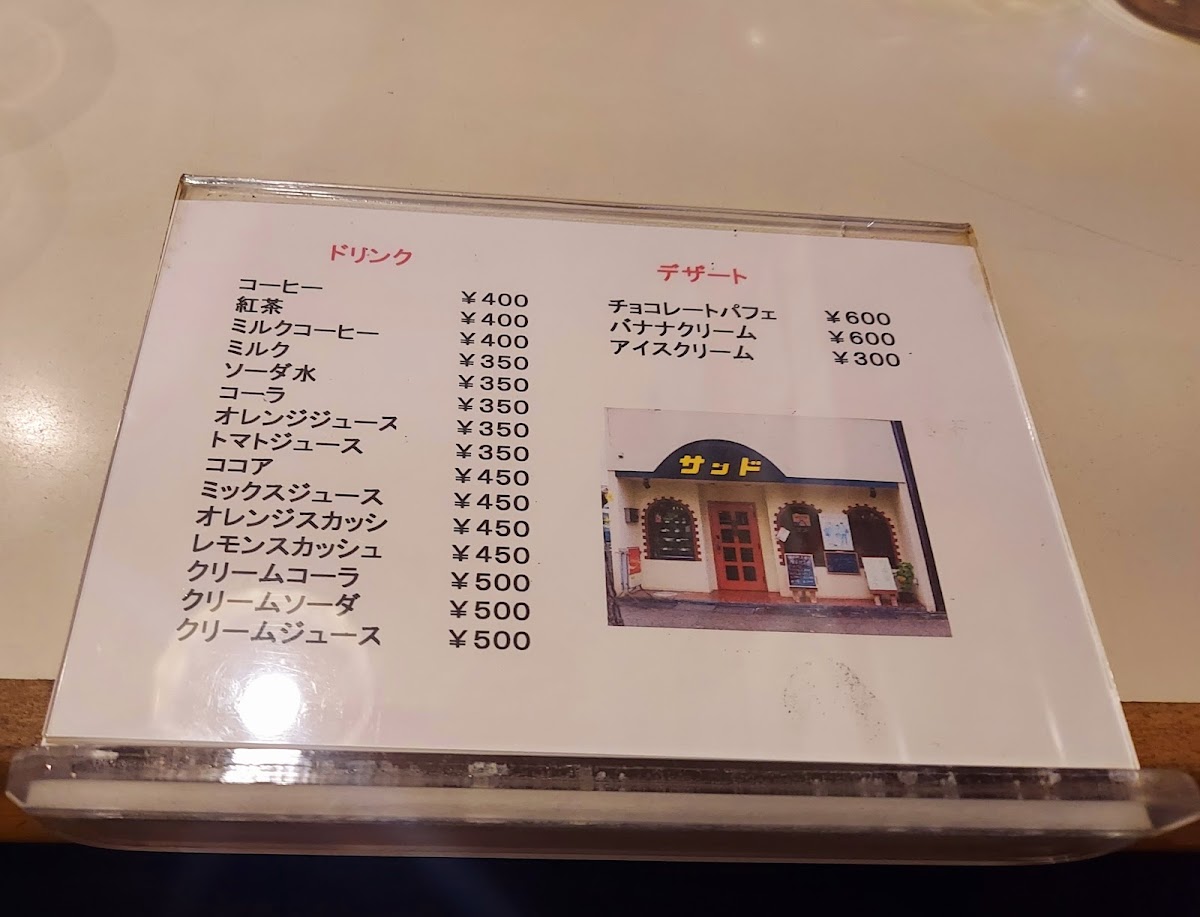 ドリンク
コーヒー ￥400
紅茶 ￥400
ミルクコーヒー ￥400
ミルク ￥350
ソーダ水 ￥350
コーラ ￥350
オレンジジュース ￥350
トマトジュース ￥350
ココア ￥450
ミックスジュース ￥450
オレンジスカッシ ￥450
レモンスカッシュ ￥450
クリームコーラ ￥500
クリームソーダ ￥500
クリームジュース ￥500
デザート
チョコレートパフェ ￥600
バナナクリーム ￥600
アイスクリーム ￥300
サンド